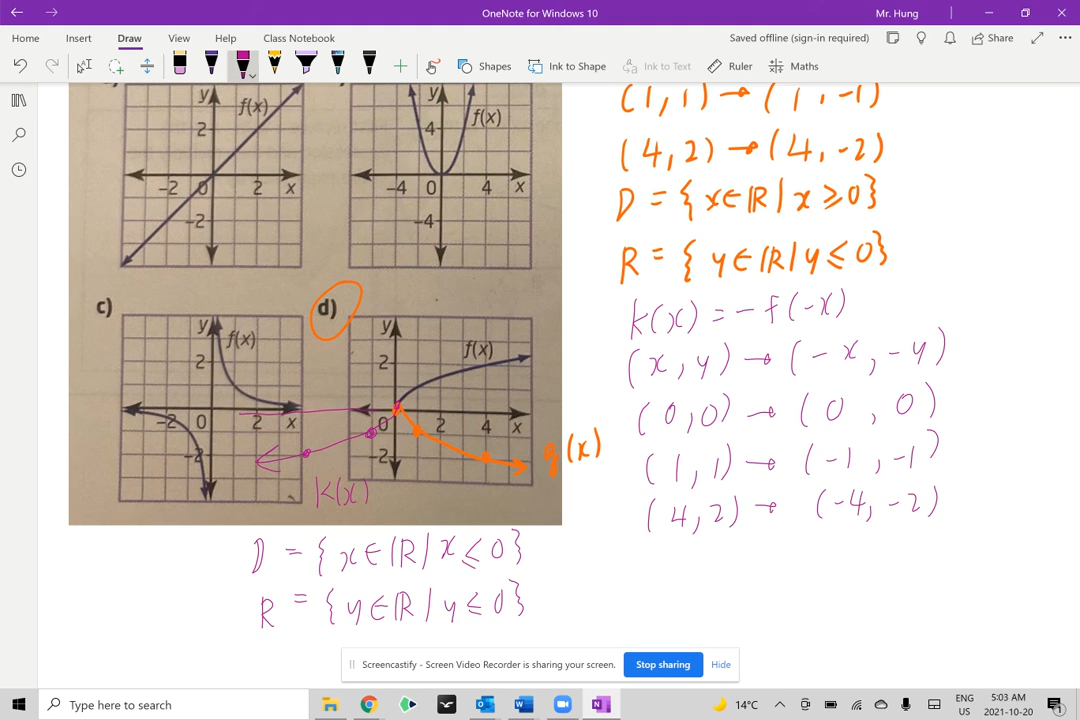 OneNote for Windows 10
Mr. Hung
Home Insert Draw View Help Class Notebook
Saved offline (sign-in required)
Share
Shapes
Ink to Shape
Ink to Text
Ruler
Maths
y
f(x)
2
-2 0 2 x
-2
y
f(x)
4
-4 0 4 x
-4
c)
y
f(x)
2
-2 0 2 x
-2
d)
y
f(x)
2
0 2 4 x
-2
g(x)
k(x)
D = {x∈ℝ | x ≤ 0}
R = {y∈ℝ | y ≤ 0}
(1, 1) → (1, -1)
(4, 2) → (4, -2)
D = {x∈ℝ | x ≥ 0}
R = {y∈ℝ | y ≤ 0}
k(x) = -f(-x)
(x, y) → (-x, -y)
(0, 0) → (0, 0)
(1, 1) → (-1, -1)
(4, 2) → (-4, -2)
Screencastify - Screen Video Recorder is sharing your screen.
Stop sharing
Hide
Type here to search
14°C
ENG
US
5:03 AM
2021-10-20
1